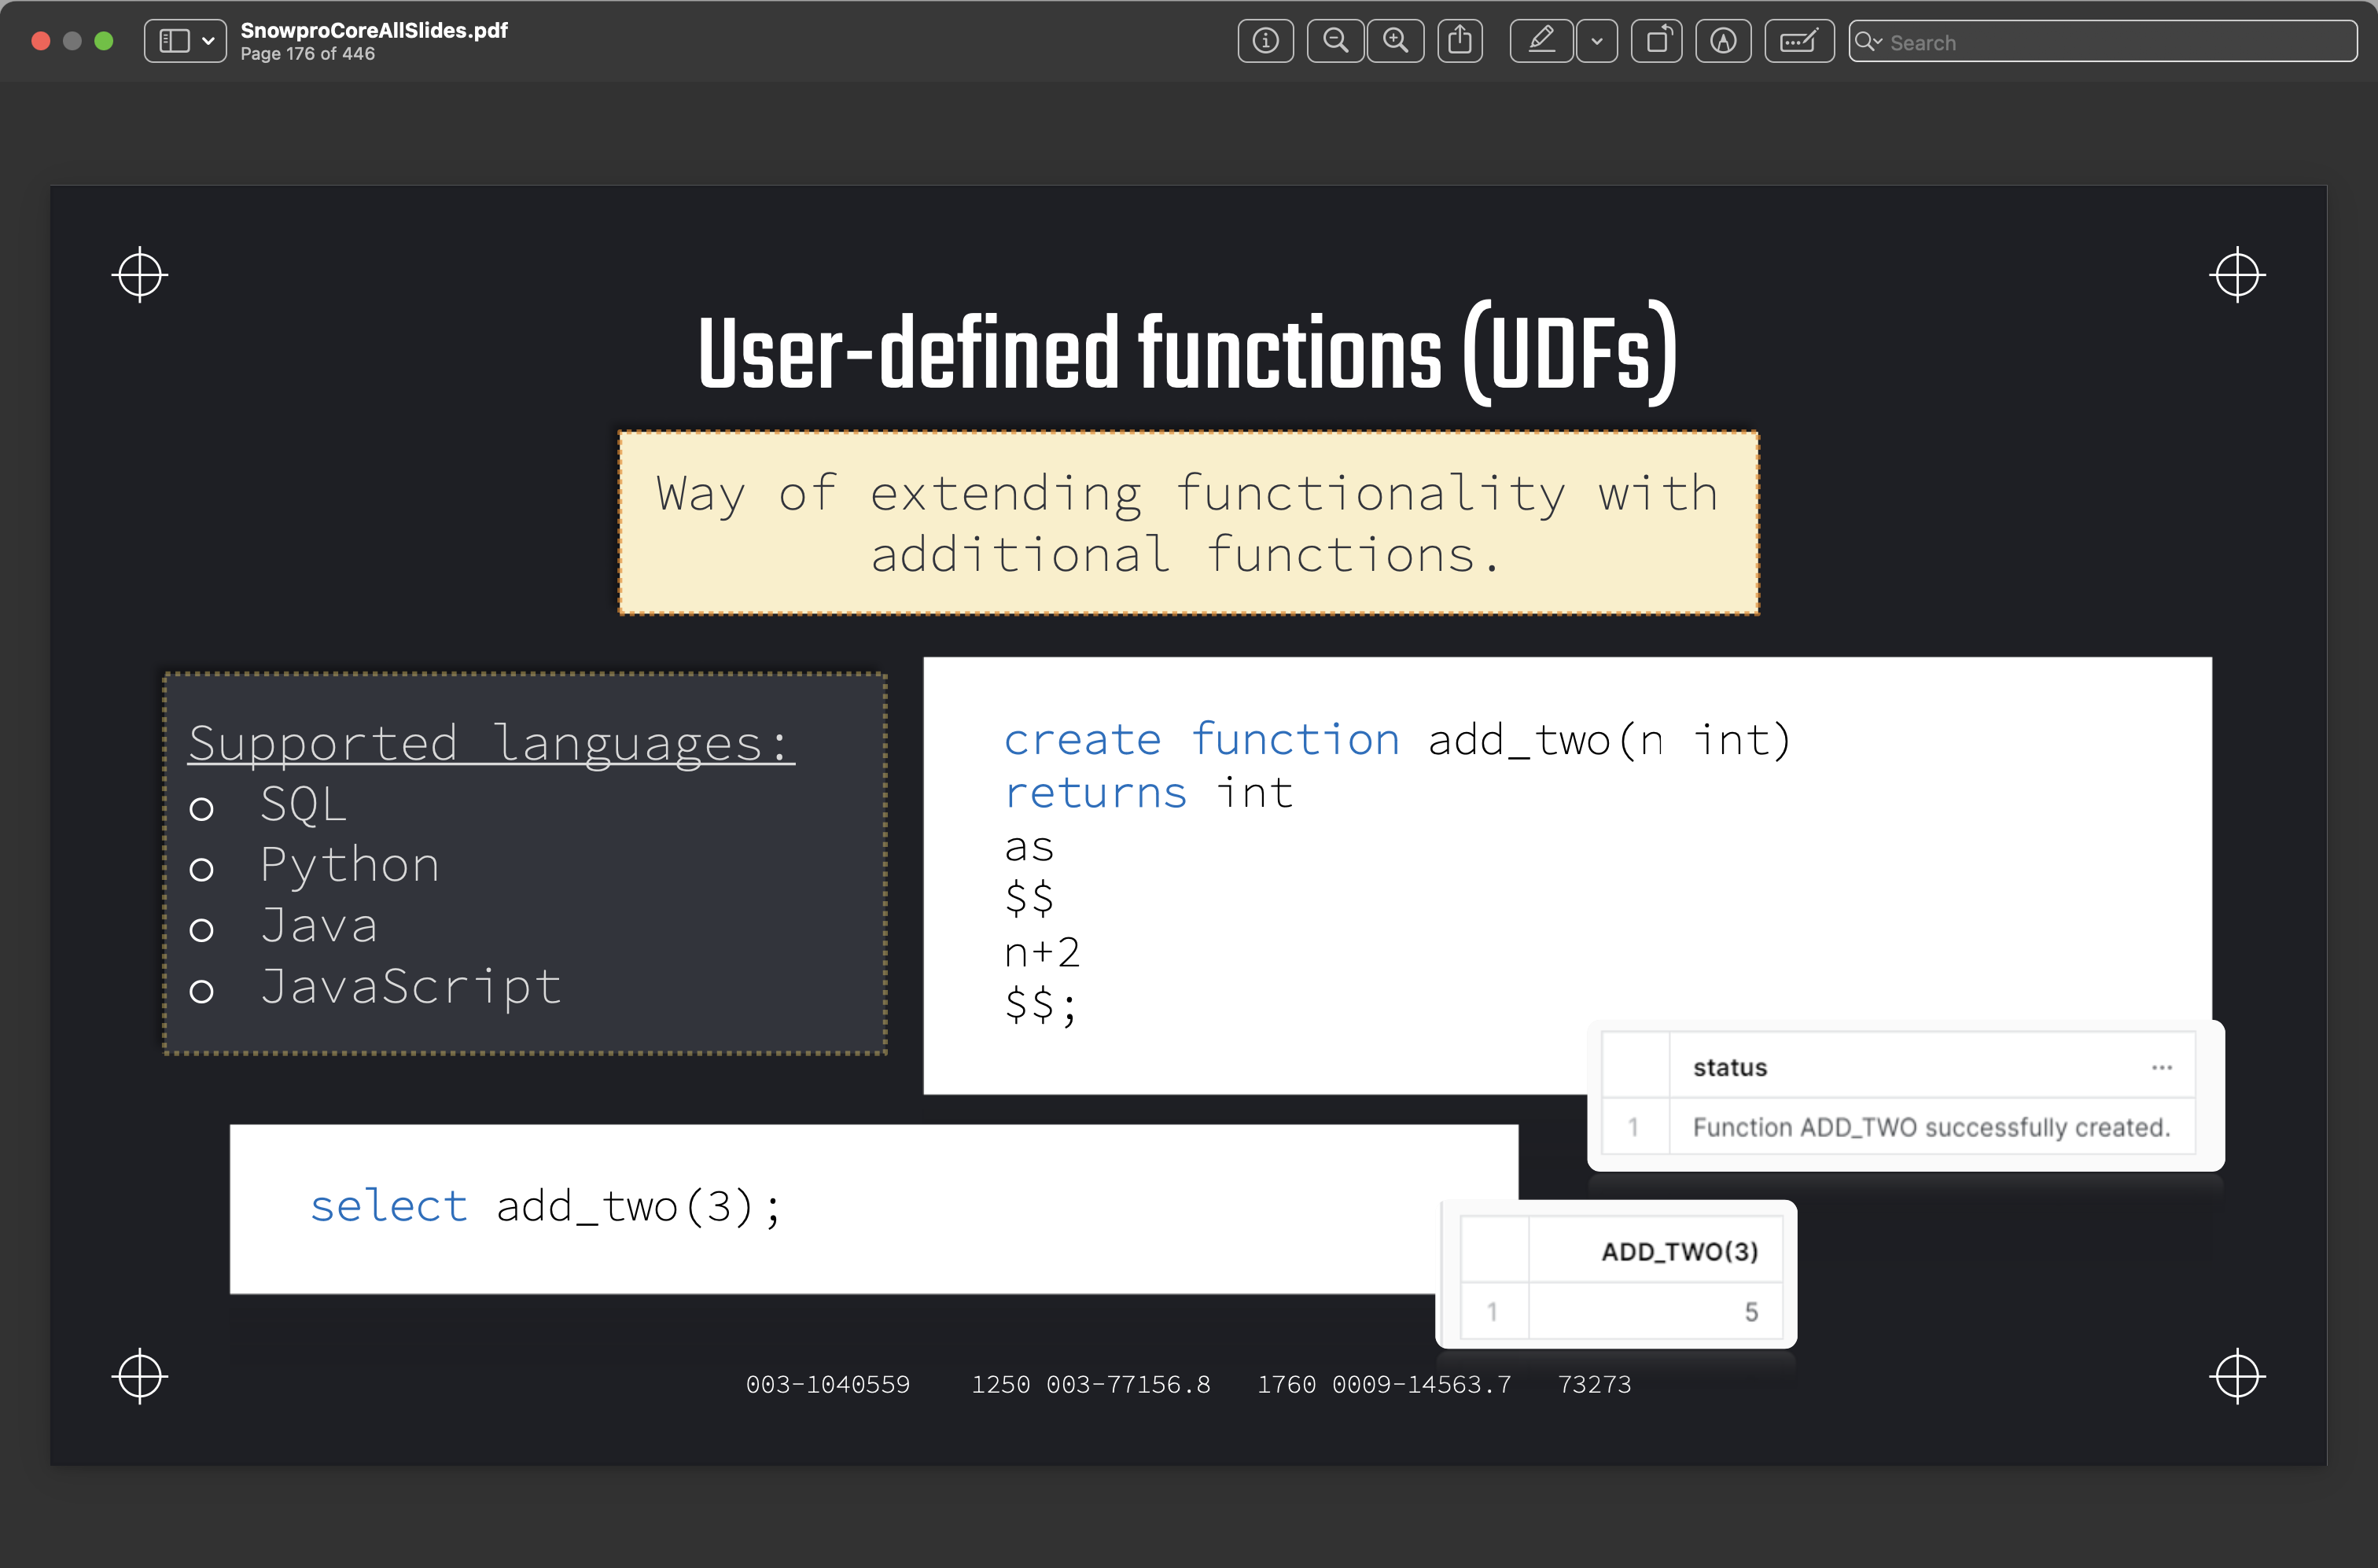 SnowproCoreAllSlides.pdf
Page 176 of 446
Search
User-defined functions (UDFs)
Way of extending functionality with
additional functions.
Supported languages:
SQL
Python
Java
JavaScript
create function add_two(n int)
returns int
as
$$
n+2
$$;
status ...
1 Function ADD_TWO successfully created.
select add_two(3);
ADD_TWO(3)
1 5
003-1040559 1250 003-77156.8 1760 0009-14563.7 73273